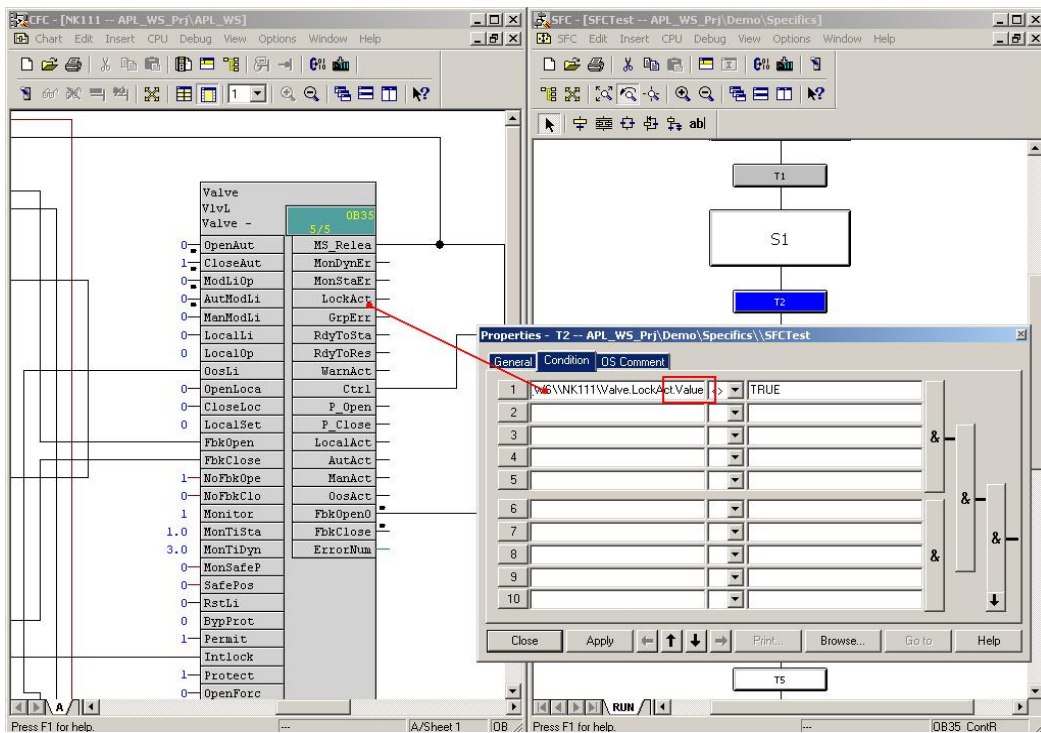 CFC - [NK111 -- APL_WS_Prj\APL_WS]
Chart Edit Insert CPU Debug View Options Window Help
1
Valve
VlvL
Valve -
OB35
5/5
0 OpenAut MS_Relea
1 CloseAut MonDynEr
0 ModLiOp MonStaEr
0 AutModLi LockAct
0 ManModLi GrpErr
0 LocalLi RdyToSta
0 LocalOp RdyToRes
OosLi WarnAct
0 OpenLoca Ctrl
0 CloseLoc P_Open
0 LocalSet P_Close
FbkOpen LocalAct
FbkClose AutAct
1 NoFbkOpe ManAct
0 NoFbkClo OosAct
1 Monitor FbkOpenO
1.0 MonTiSta FbkClose
3.0 MonTiDyn ErrorNum
0 MonSafeP
0 SafePos
0 RstLi
0 BypProt
1 Permit
Intlock
1 Protect
0 OpenForc
A
Press F1 for help. --- A/Sheet 1 OB
SFC - [SFCTest -- APL_WS_Prj\Demo\Specifics]
SFC Edit Insert CPU Debug View Options Window Help
abl
T1
S1
T2
Properties - T2 -- APL_WS_Prj\Demo\Specifics\\SFCTest
General Condition OS Comment
1 WS\\NK111\Valve.LockAct.Value <> TRUE
2
3
4
5
6
7
8
9
10
&
&
&
&
Close Apply Print... Browse... Go to Help
T5
RUN
Press F1 for help. --- OB35 ContR